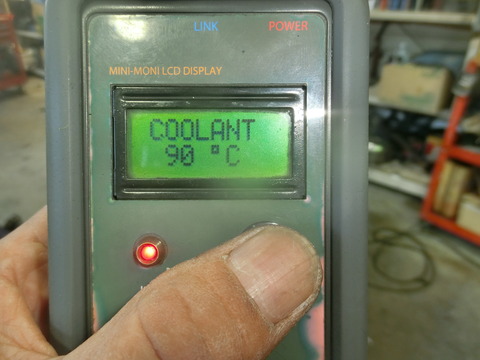 LINK POWER
MINI-MONI LCD DISPLAY
COOLANT
90 °C